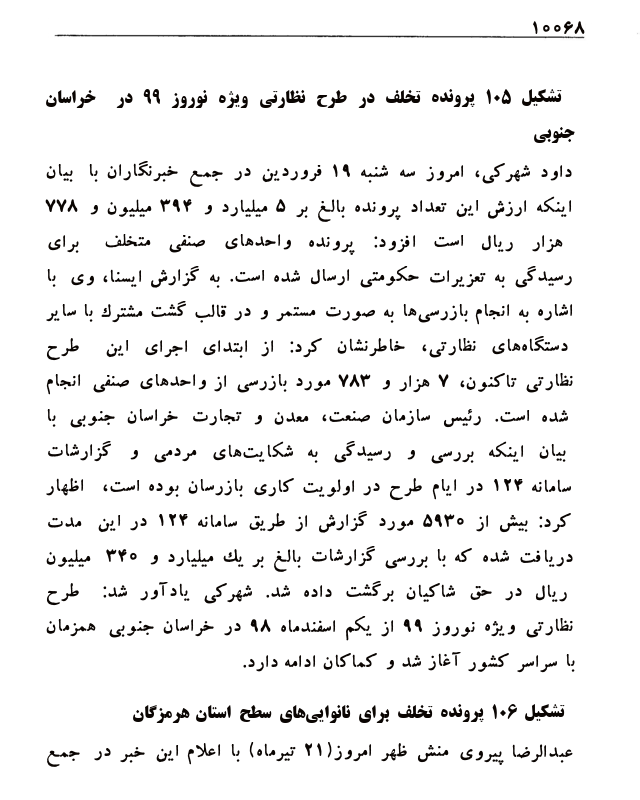 ۱۰۰۶۸
تشکیل ۱۰۵ پرونده تخلف در طرح نظارتی ویژه نوروز ۹۹ در خراسان
جنوبی
داود شهرکی، امروز سه شنبه ۱۹ فروردین در جمع خبرنگاران با بیان
اینکه ارزش این تعداد پرونده بالغ بر ۵ میلیارد و ۳۹۴ میلیون و ۷۷۸
هزار ریال است افزود: پرونده واحدهای صنفی متخلف برای
رسیدگی به تعزیرات حکومتی ارسال شده است. به گزارش ایسنا، وی با
اشاره به انجام بازرسی‌ها به صورت مستمر و در قالب گشت مشترك با سایر
دستگاه‌های نظارتی، خاطرنشان کرد: از ابتدای اجرای این طرح
نظارتی تاکنون، ۷ هزار و ۷۸۳ مورد بازرسی از واحدهای صنفی انجام
شده است. رئیس سازمان صنعت، معدن و تجارت خراسان جنوبی با
بیان اینکه بررسی و رسیدگی به شکایت‌های مردمی و گزارشات
سامانه ۱۲۴ در ایام طرح در اولویت کاری بازرسان بوده است، اظهار
کرد: بیش از ۵۹۳۰ مورد گزارش از طریق سامانه ۱۲۴ در این مدت
دریافت شده که با بررسی گزارشات بالغ بر یك میلیارد و ۳۴۰ میلیون
ریال در حق شاکیان برگشت داده شد. شهرکی یادآور شد: طرح
نظارتی ویژه نوروز ۹۹ از یکم اسفندماه ۹۸ در خراسان جنوبی همزمان
با سراسر کشور آغاز شد و کماکان ادامه دارد.
تشکیل ۱۰۶ پرونده تخلف برای نانوایی‌های سطح استان هرمزگان
عبدالرضا پیروی منش ظهر امروز(۲۱ تیرماه) با اعلام این خبر در جمع